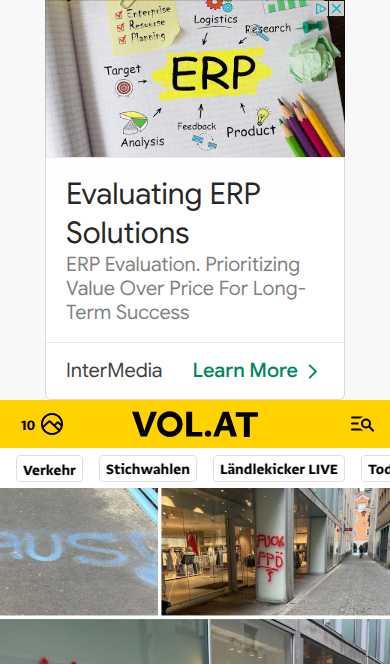 Enterprise
Resourse
Planning
Logistics
Research
Target
ERP
Analysis
Feedback
Product
Evaluating ERP
Solutions
ERP Evaluation. Prioritizing
Value Over Price For Long-
Term Success
InterMedia
Learn More
10
VOL.AT
Verkehr
Stichwahlen
Ländlekicker LIVE
Tod
AUS
FUCK
FPÖ